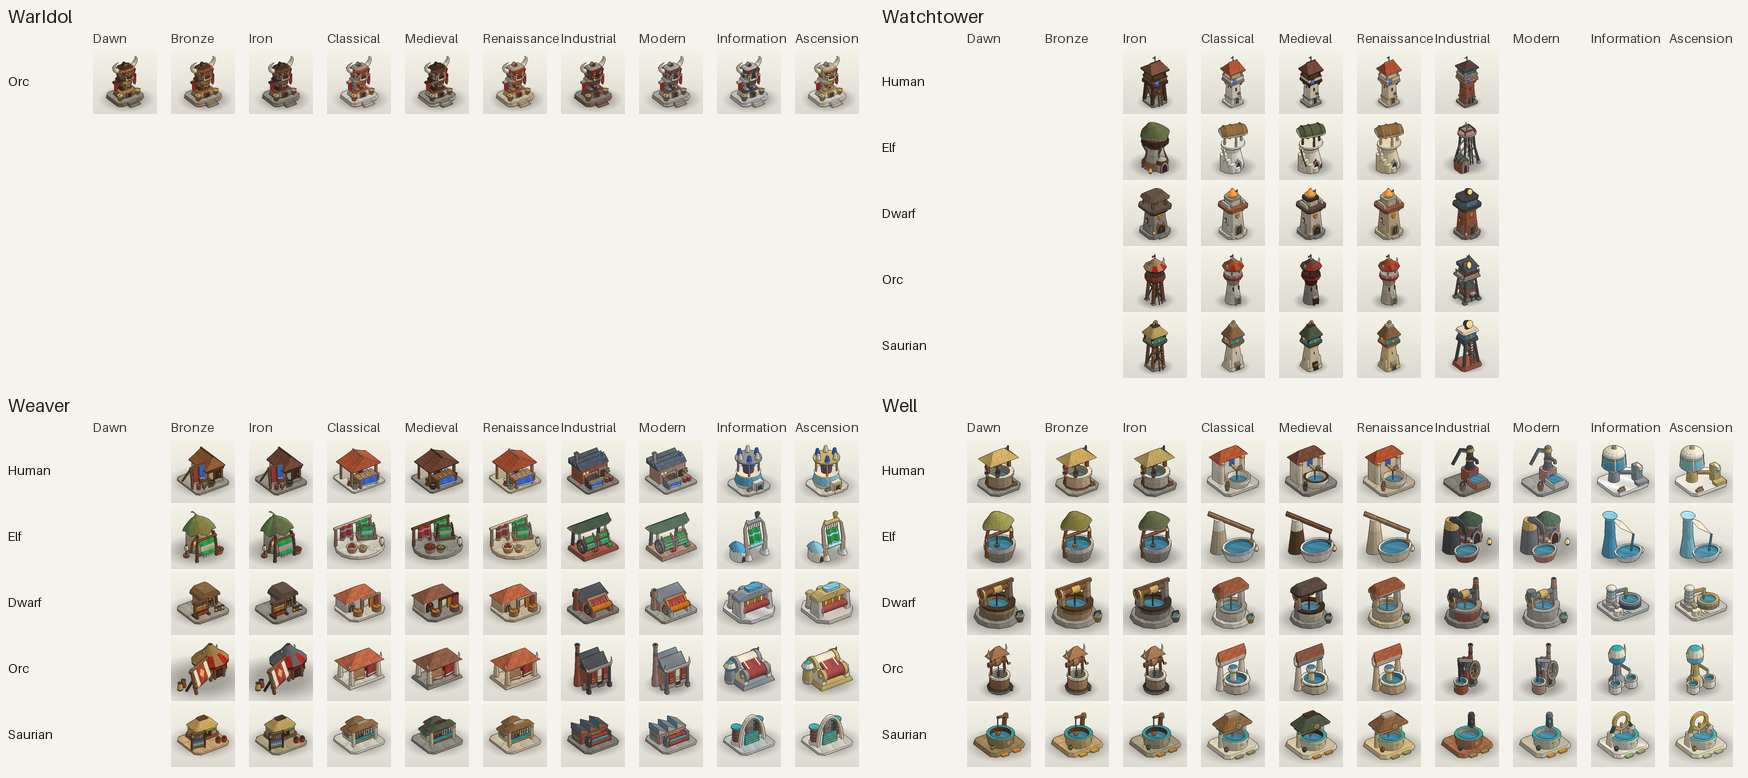 WarIdol
Dawn Bronze Iron Classical Medieval Renaissance Industrial Modern Information Ascension
Orc
Watchtower
Dawn Bronze Iron Classical Medieval Renaissance Industrial Modern Information Ascension
Human
Elf
Dwarf
Orc
Saurian
Weaver
Dawn Bronze Iron Classical Medieval Renaissance Industrial Modern Information Ascension
Human
Elf
Dwarf
Orc
Saurian
Well
Dawn Bronze Iron Classical Medieval Renaissance Industrial Modern Information Ascension
Human
Elf
Dwarf
Orc
Saurian